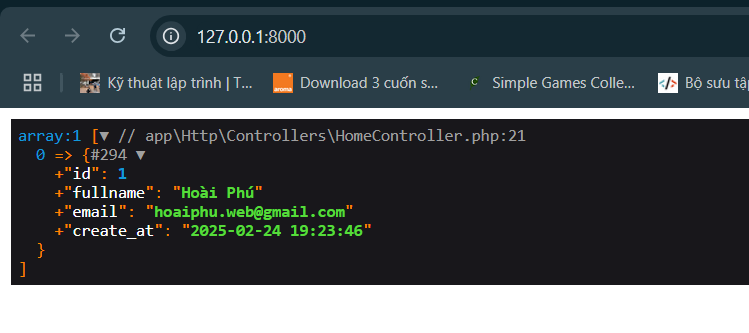 127.0.0.1:8000
Kỹ thuật lập trình | T... aroma Download 3 cuốn s... C Simple Games Colle... </> Bộ sưu tập
array:1 [▼ // app\Http\Controllers\HomeController.php:21
0 => {#294 ▼
+"id": 1
+"fullname": "Hoài Phú"
+"email": "hoaiphu.web@gmail.com"
+"create_at": "2025-02-24 19:23:46"
}
]